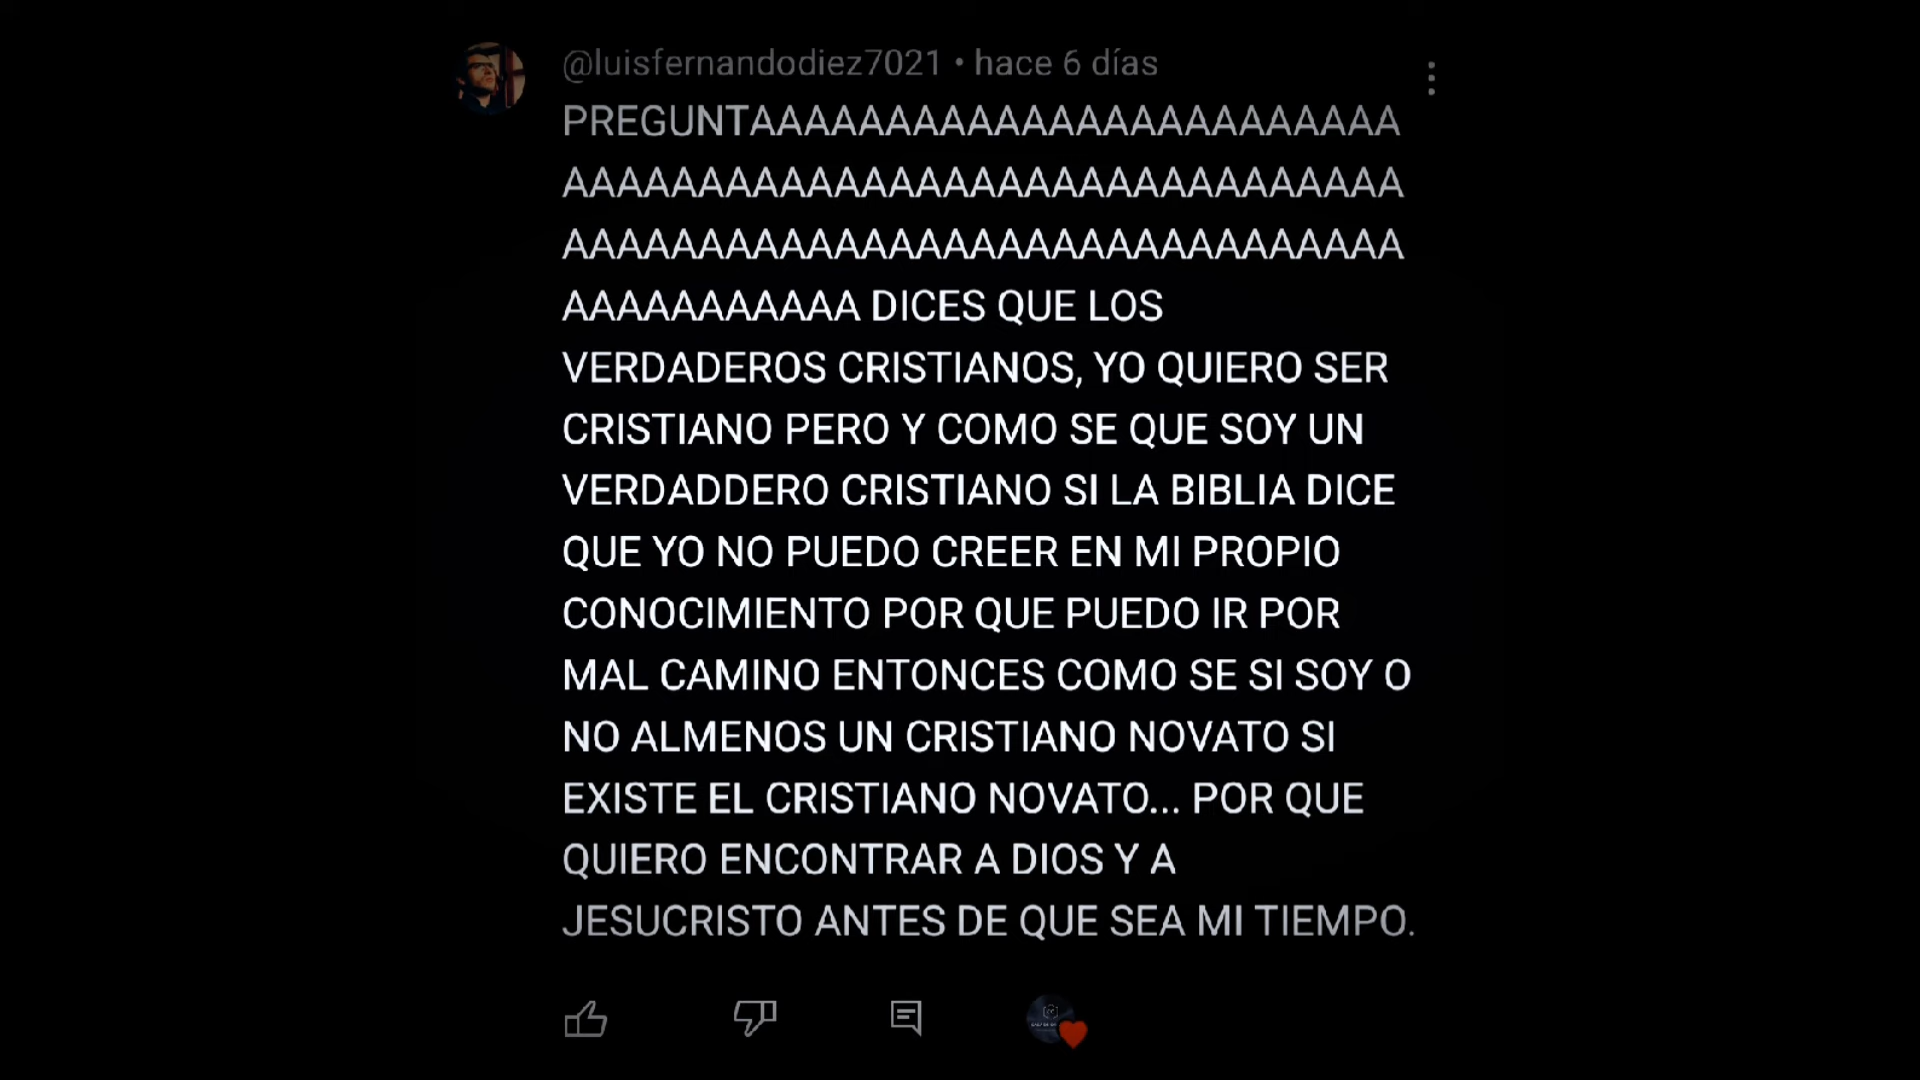 @luisfernandodiez7021 • hace 6 días
PREGUNTAAAAAAAAAAAAAAAAAAAAAAAA
AAAAAAAAAAAAAAAAAAAAAAAAAAAAAAA
AAAAAAAAAAAAAAAAAAAAAAAAAAAAAAA
AAAAAAAAAAA DICES QUE LOS
VERDADEROS CRISTIANOS, YO QUIERO SER
CRISTIANO PERO Y COMO SE QUE SOY UN
VERDADDERO CRISTIANO SI LA BIBLIA DICE
QUE YO NO PUEDO CREER EN MI PROPIO
CONOCIMIENTO POR QUE PUEDO IR POR
MAL CAMINO ENTONCES COMO SE SI SOY O
NO ALMENOS UN CRISTIANO NOVATO SI
EXISTE EL CRISTIANO NOVATO... POR QUE
QUIERO ENCONTRAR A DIOS Y A
JESUCRISTO ANTES DE QUE SEA MI TIEMPO.